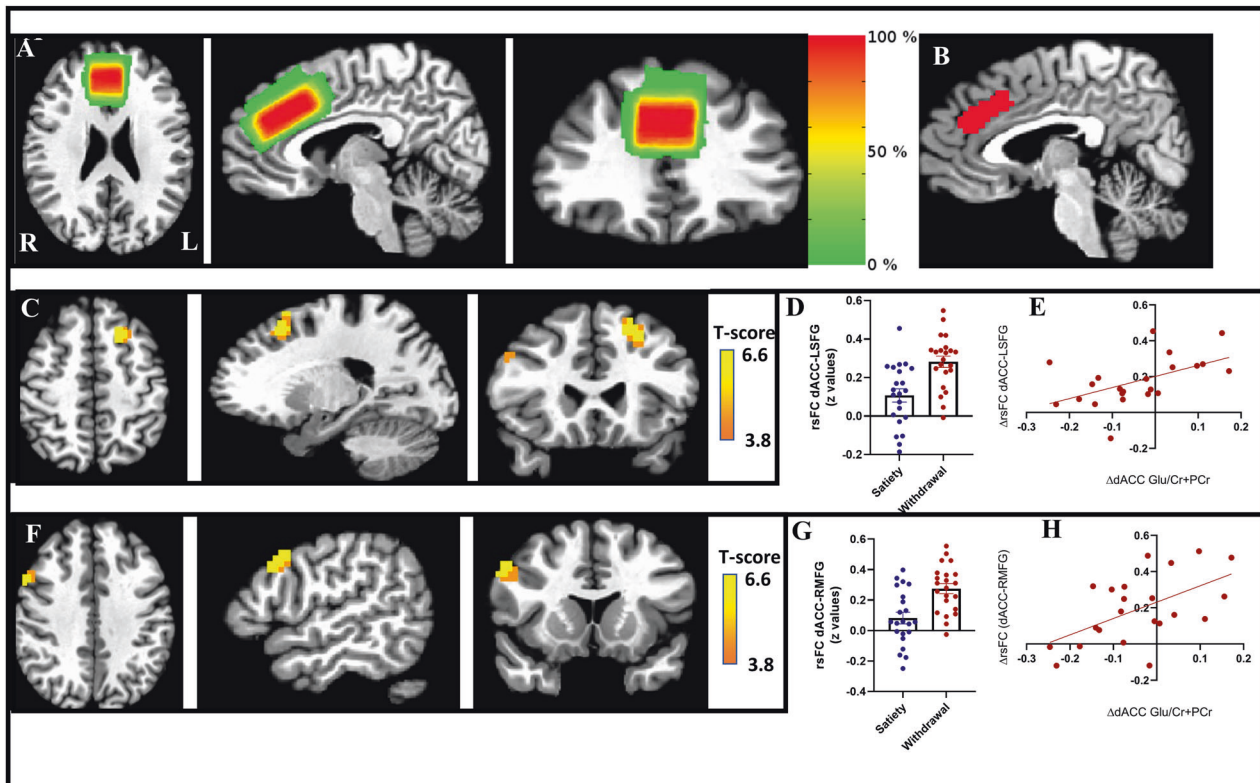 A
R
L
100 %
50 %
0 %
B
C
T-score
6.6
3.8
D
rsFC dACC-LSFG
(z values)
0.6
0.4
0.2
0.0
-0.2
Satiety
Withdrawal
E
ΔrsFC dACC-LSFG
0.6
0.4
0.2
0.2
-0.3
-0.2
-0.1
0.1
0.2
ΔdACC Glu/Cr+PCr
F
T-score
6.6
3.8
G
rsFC dACC-RMFG
(z values)
0.6
0.4
0.2
0.0
-0.2
-0.4
Satiety
Withdrawal
H
ΔrsFC (dACC-RMFG)
0.6
0.4
0.2
0.2
-0.3
-0.2
-0.1
0.1
0.2
ΔdACC Glu/Cr+PCr